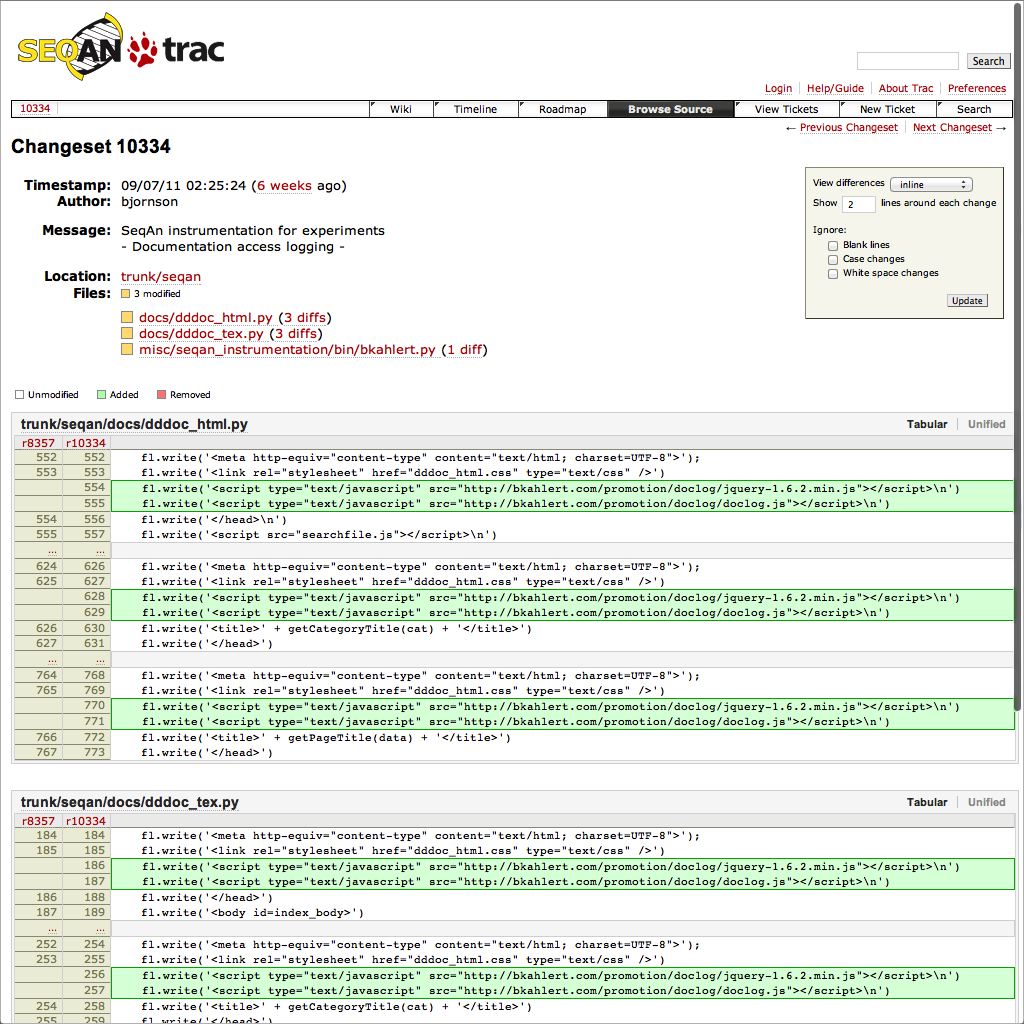 SEQAN trac
Search
Login Help/Guide About Trac Preferences
10334 Wiki Timeline Roadmap Browse Source View Tickets New Ticket Search
← Previous Changeset Next Changeset →
Changeset 10334
Timestamp: 09/07/11 02:25:24 (6 weeks ago)
Author: bjornson
Message: SeqAn instrumentation for experiments
- Documentation access logging -
Location: trunk/seqan
Files: 3 modified
docs/dddoc_html.py (3 diffs)
docs/dddoc_tex.py (3 diffs)
misc/seqan_instrumentation/bin/bkahlert.py (1 diff)
View differences inline
Show 2 lines around each change
Ignore:
Blank lines
Case changes
White space changes
Update
Unmodified Added Removed
trunk/seqan/docs/dddoc_html.py Tabular Unified
r8357 r10334
552 552 fl.write('<meta http-equiv="content-type" content="text/html; charset=UTF-8">');
553 553 fl.write('<link rel="stylesheet" href="dddoc_html.css" type="text/css" />')
554 fl.write('<script type="text/javascript" src="http://bkahlert.com/promotion/doclog/jquery-1.6.2.min.js"></script>\n')
555 fl.write('<script type="text/javascript" src="http://bkahlert.com/promotion/doclog/doclog.js"></script>\n')
554 556 fl.write('</head>\n')
555 557 fl.write('<script src="searchfile.js"></script>\n')
... ...
624 626 fl.write('<meta http-equiv="content-type" content="text/html; charset=UTF-8">');
625 627 fl.write('<link rel="stylesheet" href="dddoc_html.css" type="text/css" />')
628 fl.write('<script type="text/javascript" src="http://bkahlert.com/promotion/doclog/jquery-1.6.2.min.js"></script>\n')
629 fl.write('<script type="text/javascript" src="http://bkahlert.com/promotion/doclog/doclog.js"></script>\n')
626 630 fl.write('<title>' + getCategoryTitle(cat) + '</title>')
627 631 fl.write('</head>')
... ...
764 768 fl.write('<meta http-equiv="content-type" content="text/html; charset=UTF-8">');
765 769 fl.write('<link rel="stylesheet" href="dddoc_html.css" type="text/css" />')
770 fl.write('<script type="text/javascript" src="http://bkahlert.com/promotion/doclog/jquery-1.6.2.min.js"></script>\n')
771 fl.write('<script type="text/javascript" src="http://bkahlert.com/promotion/doclog/doclog.js"></script>\n')
766 772 fl.write('<title>' + getPageTitle(data) + '</title>')
767 773 fl.write('</head>')
trunk/seqan/docs/dddoc_tex.py Tabular Unified
r8357 r10334
184 184 fl.write('<meta http-equiv="content-type" content="text/html; charset=UTF-8">');
185 185 fl.write('<link rel="stylesheet" href="dddoc_html.css" type="text/css" />')
186 fl.write('<script type="text/javascript" src="http://bkahlert.com/promotion/doclog/jquery-1.6.2.min.js"></script>\n')
187 fl.write('<script type="text/javascript" src="http://bkahlert.com/promotion/doclog/doclog.js"></script>\n')
186 188 fl.write('</head>')
187 189 fl.write('<body id=index_body>')
... ...
252 254 fl.write('<meta http-equiv="content-type" content="text/html; charset=UTF-8">');
253 255 fl.write('<link rel="stylesheet" href="dddoc_html.css" type="text/css" />')
256 fl.write('<script type="text/javascript" src="http://bkahlert.com/promotion/doclog/jquery-1.6.2.min.js"></script>\n')
257 fl.write('<script type="text/javascript" src="http://bkahlert.com/promotion/doclog/doclog.js"></script>\n')
254 258 fl.write('<title>' + getCategoryTitle(cat) + '</title>')
255 259 fl.write('</head>')